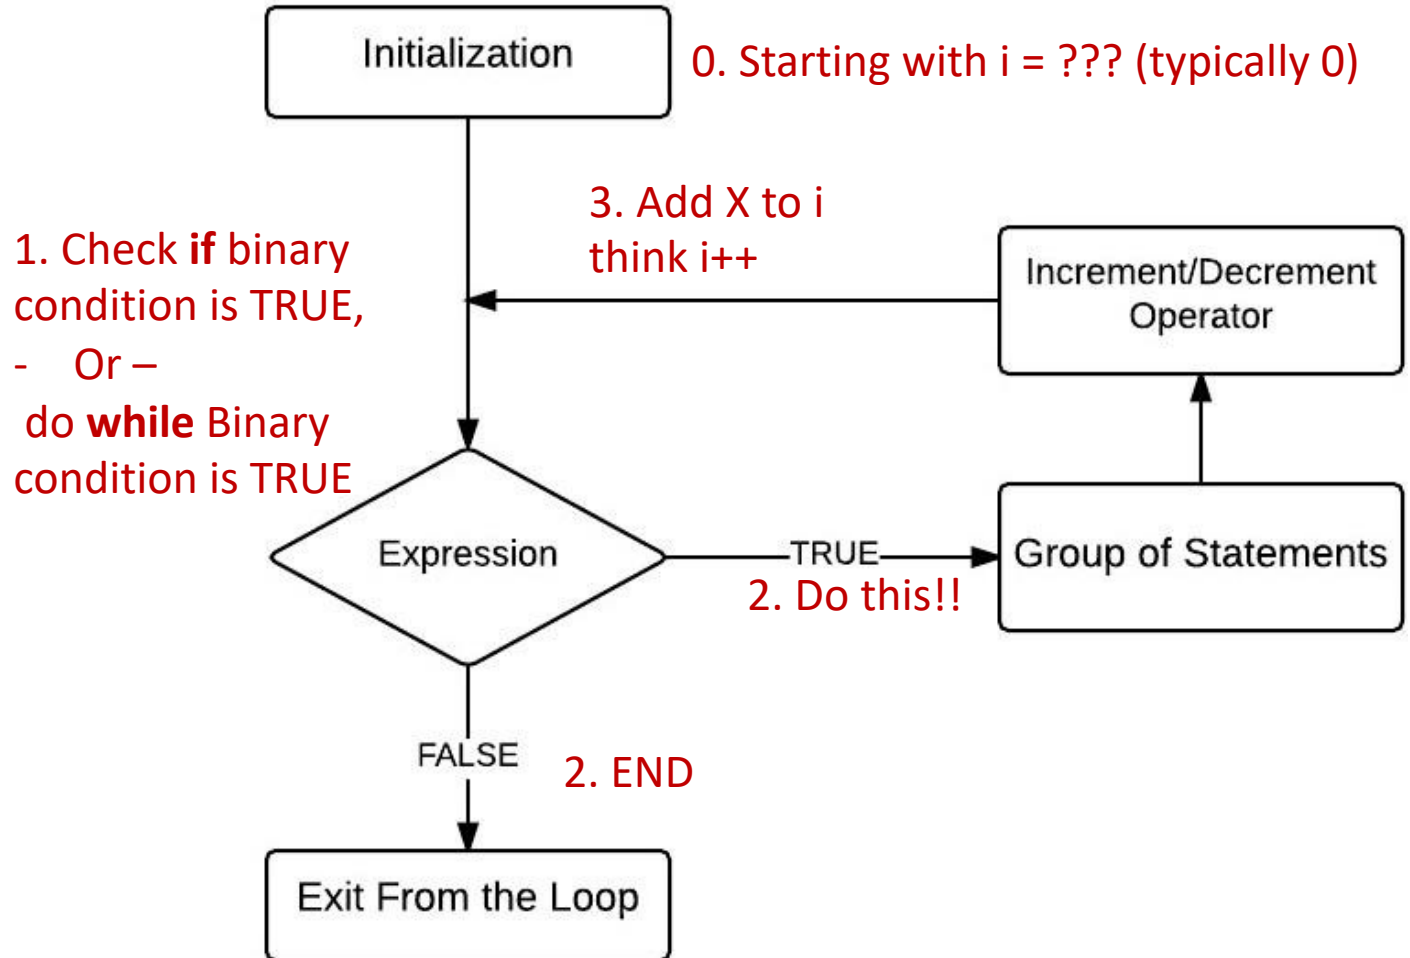 Initialization
0. Starting with i = ??? (typically 0)
3. Add X to i
think i++
1. Check if binary
condition is TRUE,
- Or –
do while Binary
condition is TRUE
Increment/Decrement
Operator
Expression
TRUE
2. Do this!!
Group of Statements
FALSE
2. END
Exit From the Loop